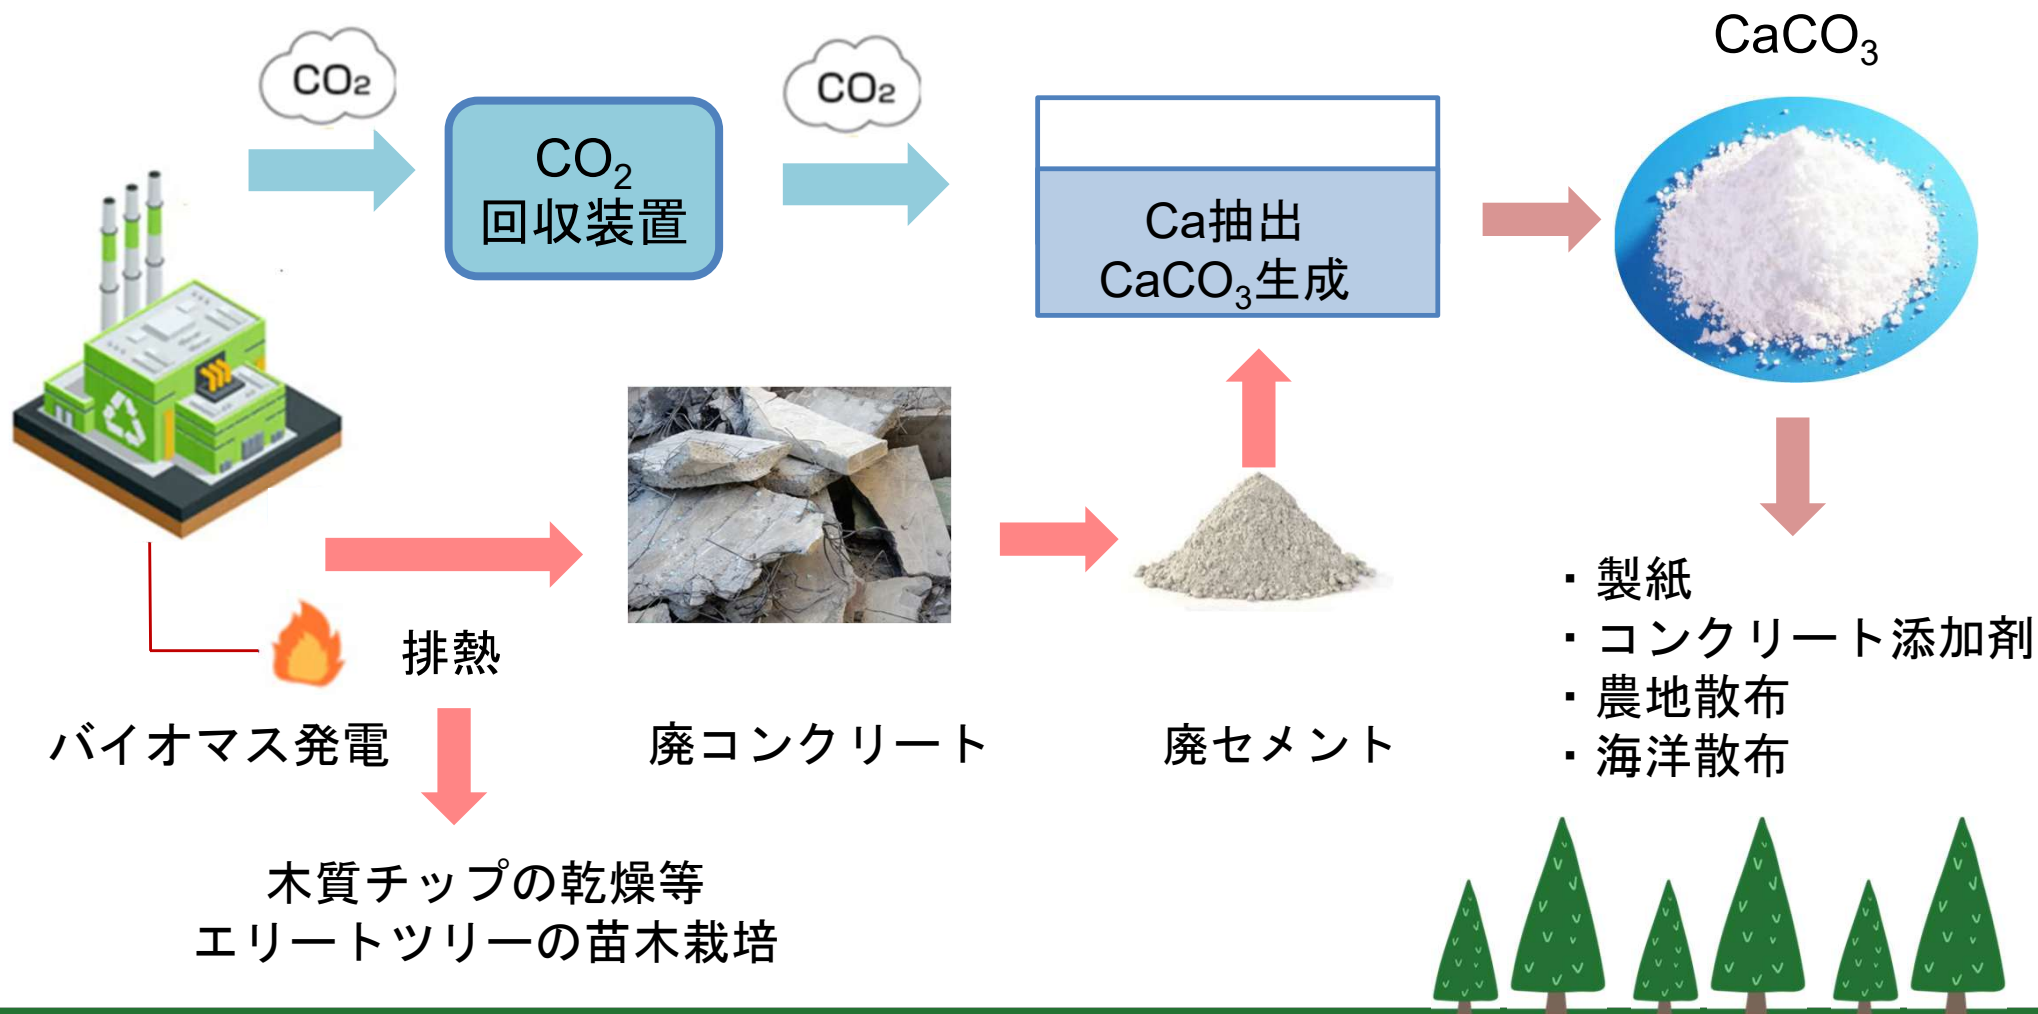 CO₂
CO₂
CO₂
回収装置
Ca抽出
CaCO₃生成
CaCO₃
排熱
バイオマス発電
廃コンクリート
廃セメント
・製紙
・コンクリート添加剤
・農地散布
・海洋散布
木質チップの乾燥等
エリートツリーの苗木栽培